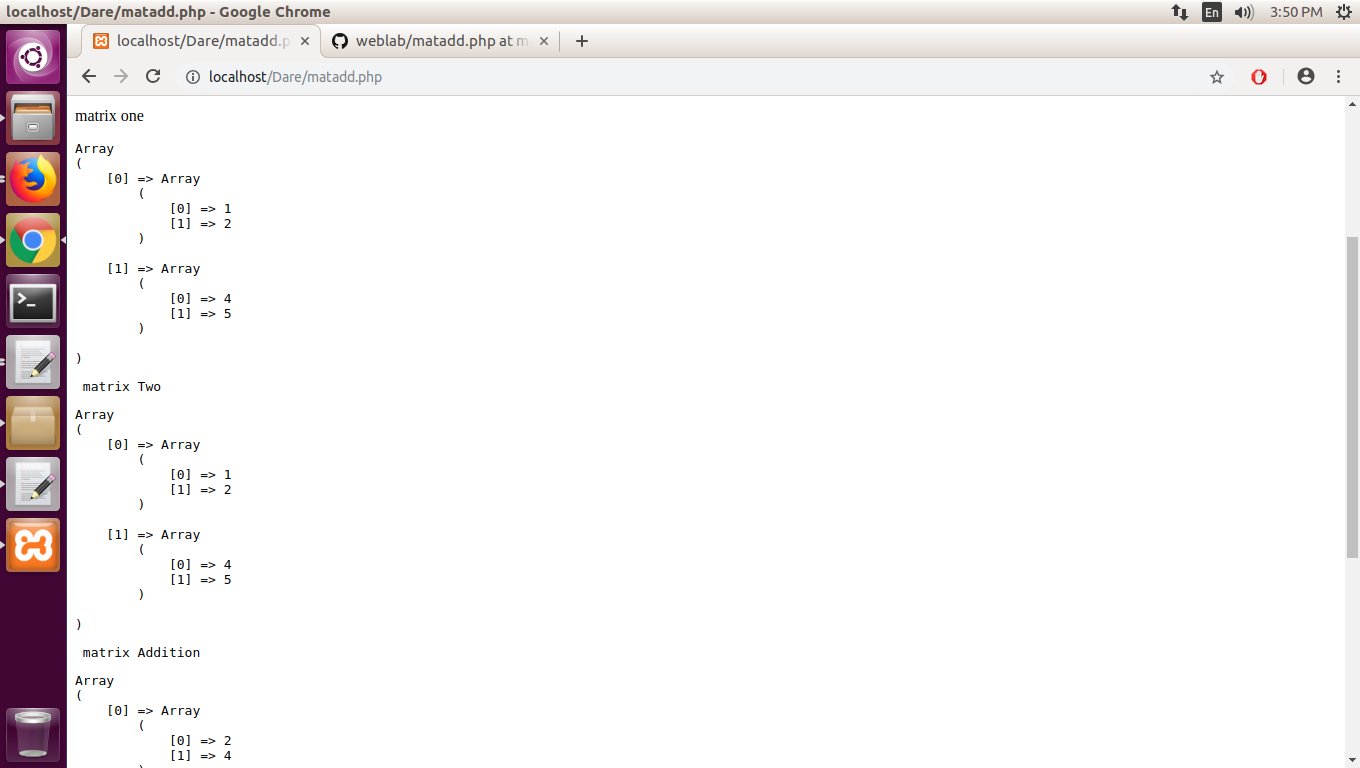 localhost/Dare/matadd.php - Google Chrome
En
3:50 PM
localhost/Dare/matadd.p
weblab/matadd.php at m
localhost/Dare/matadd.php
matrix one
Array
(
    [0] => Array
        (
            [0] => 1
            [1] => 2
        )
    [1] => Array
        (
            [0] => 4
            [1] => 5
        )
)
 matrix Two
Array
(
    [0] => Array
        (
            [0] => 1
            [1] => 2
        )
    [1] => Array
        (
            [0] => 4
            [1] => 5
        )
)
 matrix Addition
Array
(
    [0] => Array
        (
            [0] => 2
            [1] => 4
        )